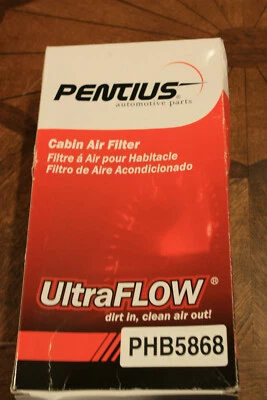 PENTIUS
automotive parts
Cabin Air Filter
Filtre á Air pour Habitacie
Filtro de Aire Acondicionado
UltraFLOW®
dirt in, clean air out!
PHB5868